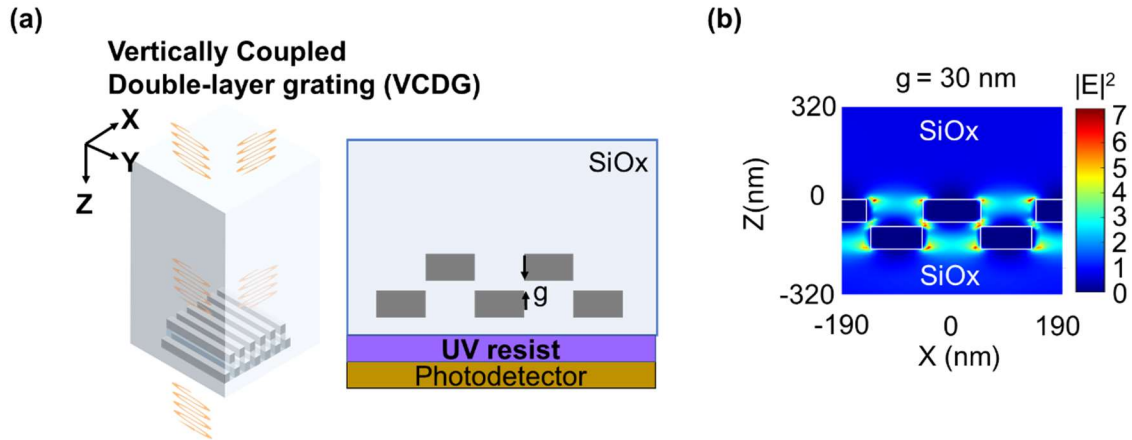 (a)
Vertically Coupled
Double-layer grating (VCDG)
X
Y
Z
SiOx
g
UV resist
Photodetector
(b)
g = 30 nm
|E|²
320
SiOx
0
Z(nm)
SiOx
-320
-190
0
190
X (nm)
7
6
5
4
3
2
1
0